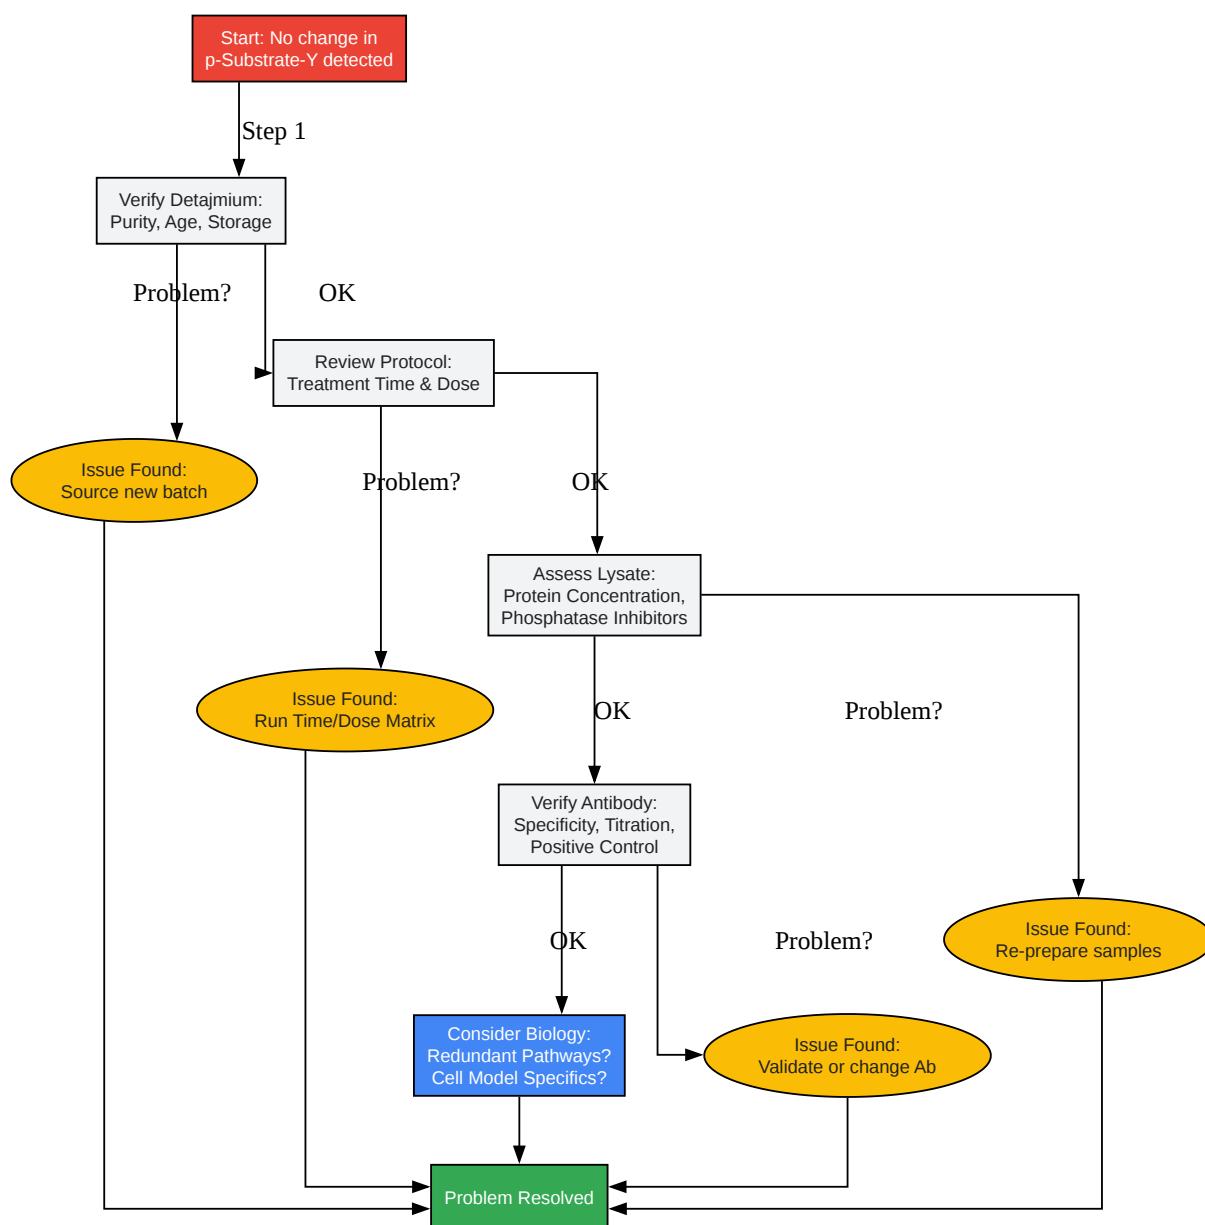 Start: No change in
p-Substrate-Y detected
Step 1
Verify Detajmium:
Purity, Age, Storage
Problem?
OK
Review Protocol:
Treatment Time & Dose
Issue Found:
Source new batch
Problem?
OK
Assess Lysate:
Protein Concentration,
Phosphatase Inhibitors
Issue Found:
Run Time/Dose Matrix
OK
Problem?
Verify Antibody:
Specificity, Titration,
Positive Control
OK
Problem?
Issue Found:
Re-prepare samples
Consider Biology:
Redundant Pathways?
Cell Model Specifics?
Issue Found:
Validate or change Ab
Problem Resolved